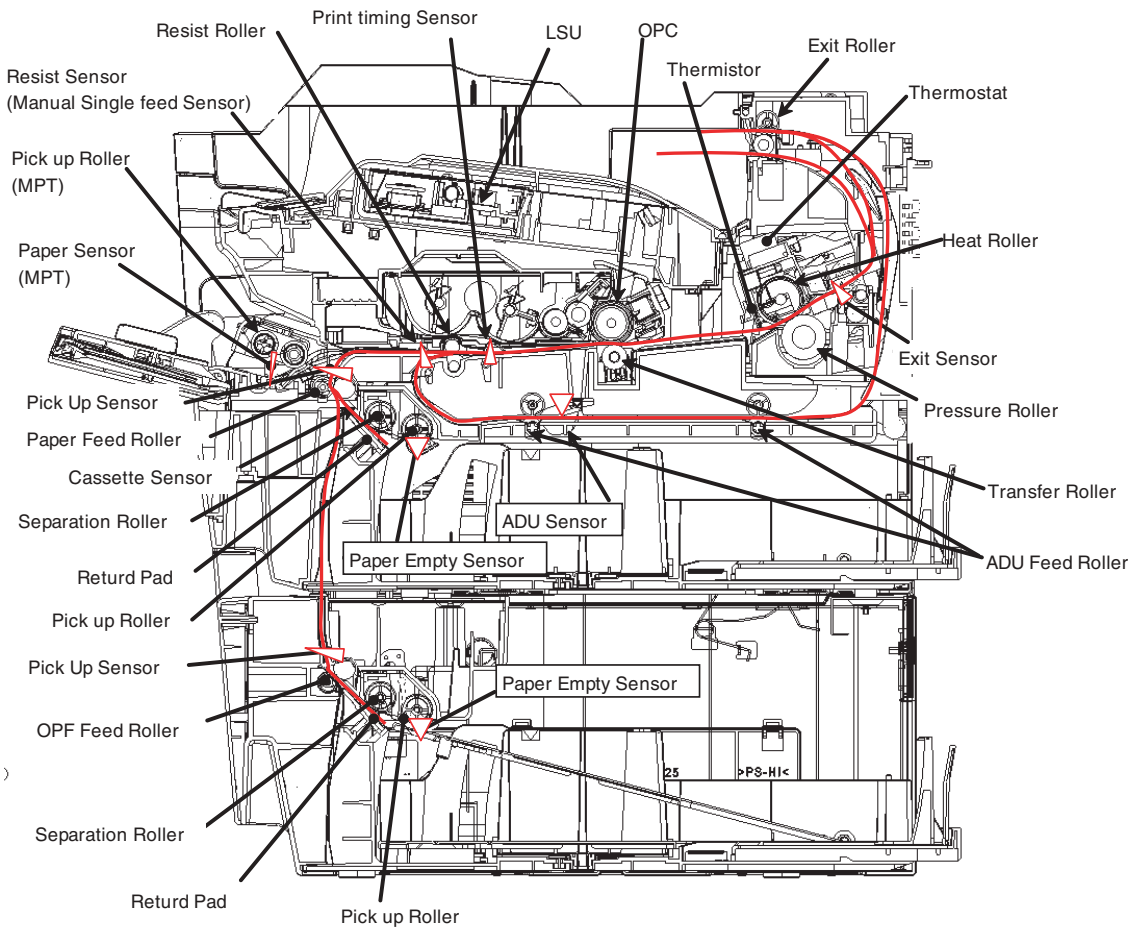 Print timing Sensor
Resist Roller
LSU
OPC
Exit Roller
Resist Sensor
(Manual Single feed Sensor)
Thermistor
Thermostat
Pick up Roller
(MPT)
Paper Sensor
(MPT)
Heat Roller
Exit Sensor
Pick Up Sensor
Pressure Roller
Paper Feed Roller
Cassette Sensor
Transfer Roller
Separation Roller
ADU Sensor
Paper Empty Sensor
ADU Feed Roller
Returd Pad
Pick up Roller
Pick Up Sensor
Paper Empty Sensor
OPF Feed Roller
25 >PS-HI<
)
Separation Roller
Returd Pad
Pick up Roller